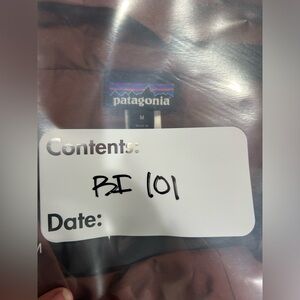 patagonia
M
Contents:
BI 101
Date: